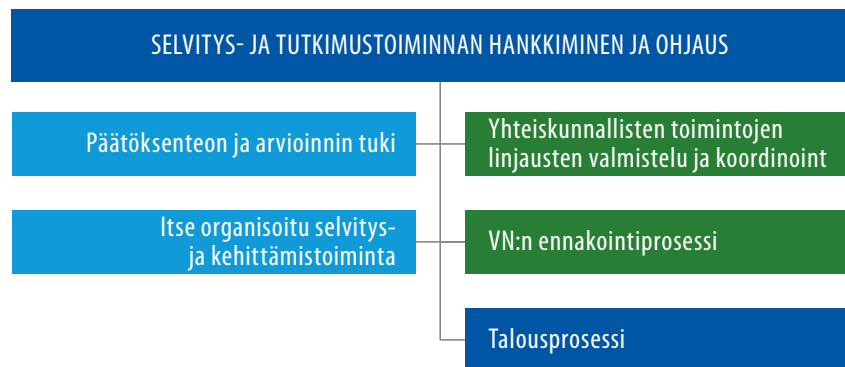 SELVITYS- JA TUTKIMUSTOIMINNAN HANKKIMINEN JA OHJAUS
Päätöksenteon ja arvioinnin tuki
Yhteiskunnallisten toimintojen
linjausten valmistelu ja koordinoint
Itse organisoitu selvitys-
ja kehittämistoiminta
VN:n ennakointiprosessi
Talousprosessi